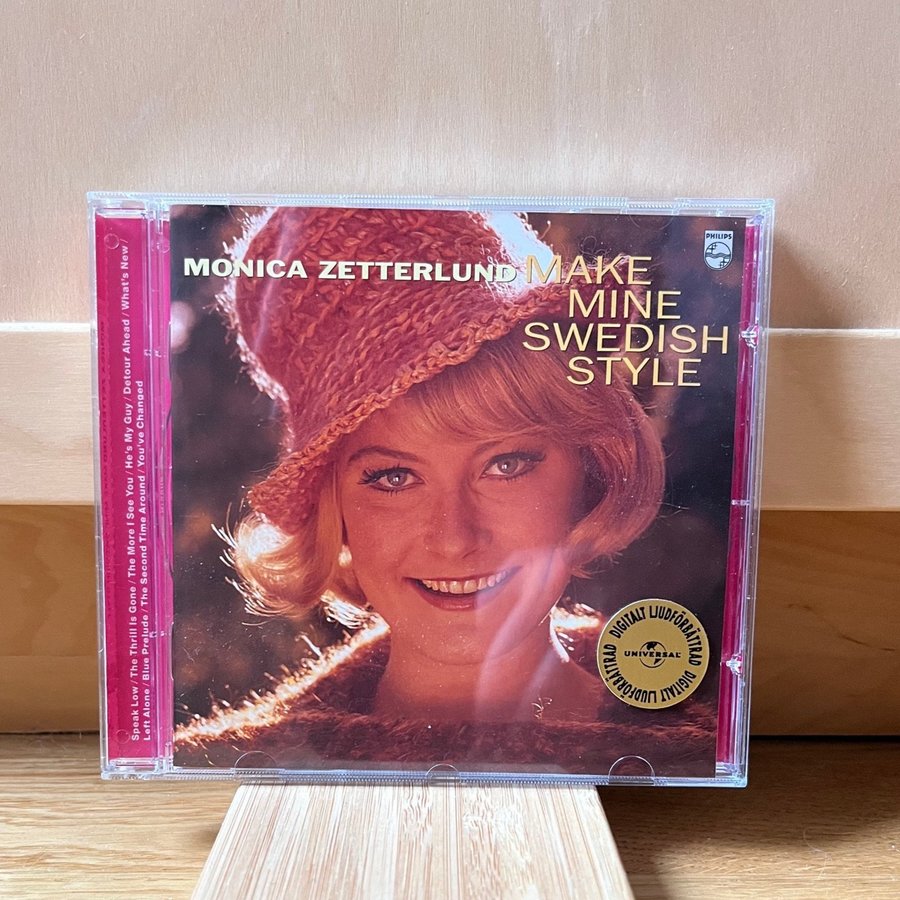 MONICA ZETTERLUND
MAKE
MINE
SWEDISH
STYLE
PHILIPS
Speak Low / The Thrill Is Gone / The More I See You / He's My Guy / Detour Ahead / What's New
Left Alone / Blue Prelude / The Second Time Around / You've Changed
DIGITALT LJUDFÖRBÄTTRAD DIGITALT LJUDFÖRBÄTTRAD
UNIVERSAL